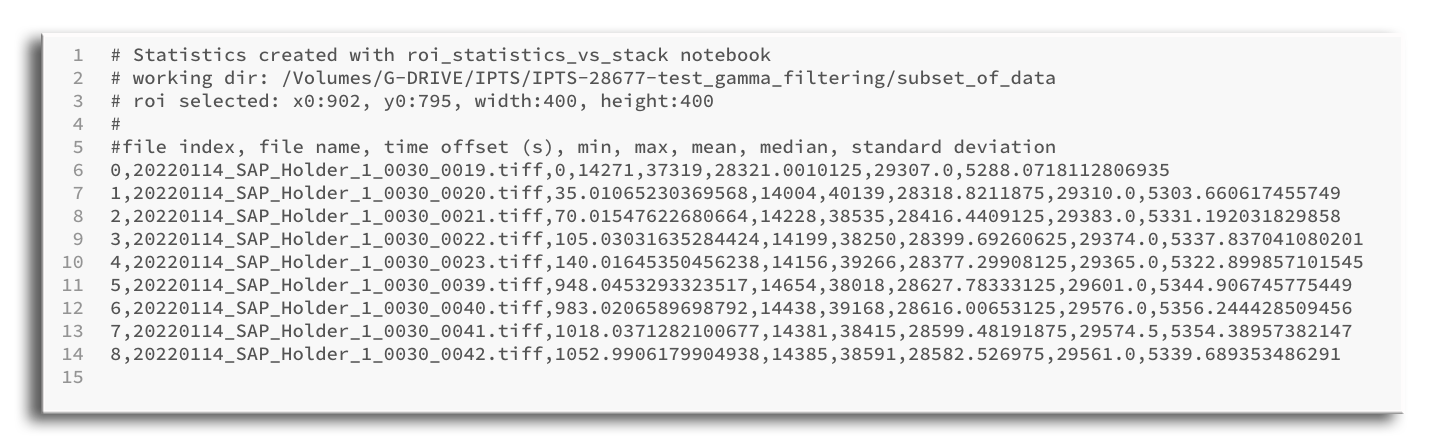 1 # Statistics created with roi_statistics_vs_stack notebook
2 # working dir: /Volumes/G-DRIVE/IPTS/IPTS-28677-test_gamma_filtering/subset_of_data
3 # roi selected: x0:902, y0:795, width:400, height:400
4 #
5 #file index, file name, time offset (s), min, max, mean, median, standard deviation
6 0,20220114_SAP_Holder_1_0030_0019.tiff,0,14271,37319,28321.0010125,29307.0,5288.0718112806935
7 1,20220114_SAP_Holder_1_0030_0020.tiff,35.01065230369568,14004,40139,28318.8211875,29310.0,5303.660617455749
8 2,20220114_SAP_Holder_1_0030_0021.tiff,70.01547622680664,14228,38535,28416.4409125,29383.0,5331.192031829858
9 3,20220114_SAP_Holder_1_0030_0022.tiff,105.03031635284424,14199,38250,28399.69260625,29374.0,5337.837041080201
10 4,20220114_SAP_Holder_1_0030_0023.tiff,140.01645350456238,14156,39266,28377.29908125,29365.0,5322.899857101545
11 5,20220114_SAP_Holder_1_0030_0039.tiff,948.0453293323517,14654,38018,28627.78333125,29601.0,5344.906745775449
12 6,20220114_SAP_Holder_1_0030_0040.tiff,983.0206589698792,14438,39168,28616.00653125,29576.0,5356.244428509456
13 7,20220114_SAP_Holder_1_0030_0041.tiff,1018.0371282100677,14381,38415,28599.48191875,29574.5,5354.38957382147
14 8,20220114_SAP_Holder_1_0030_0042.tiff,1052.9906179904938,14385,38591,28582.526975,29561.0,5339.689353486291
15